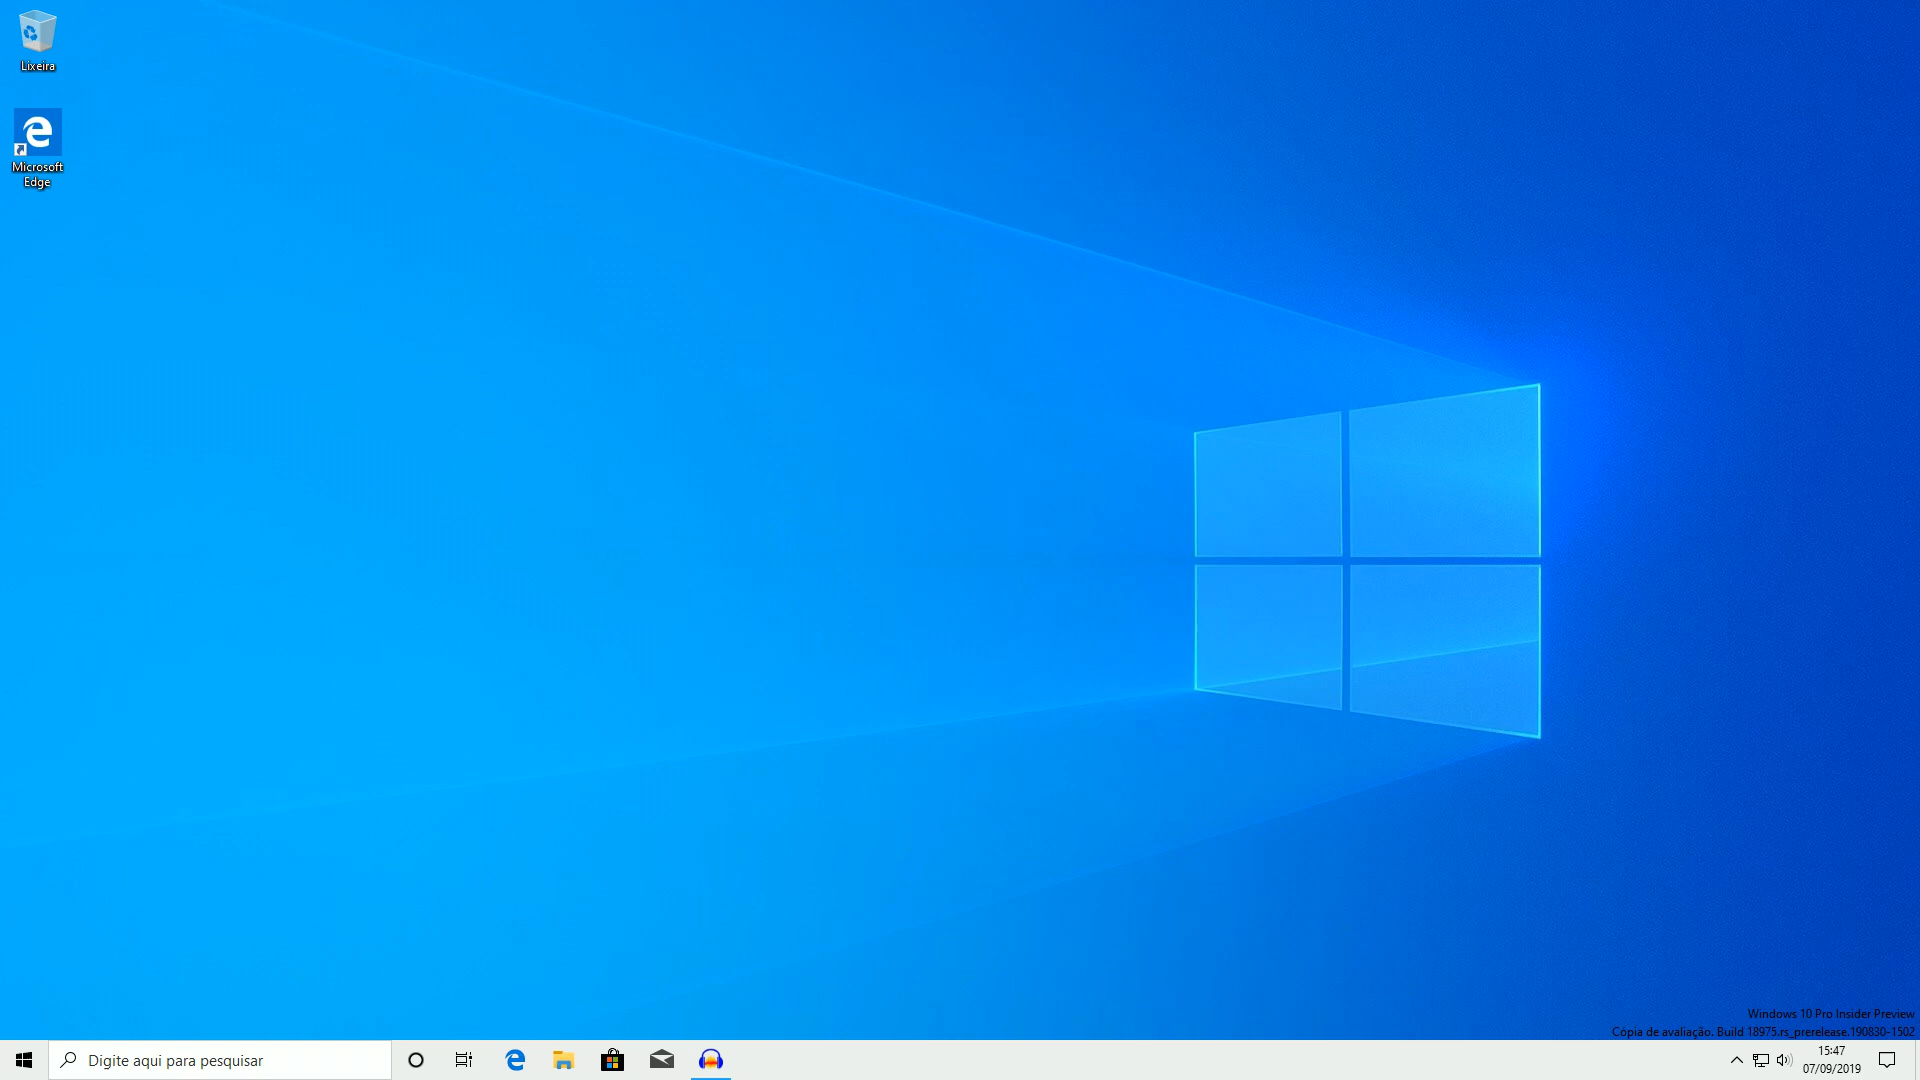 Lixeira
Microsoft
Edge
Windows 10 Pro Insider Preview
Cópia de avaliação. Build 18975.rs_prerelease.190830-1502
Digite aqui para pesquisar
15:47
07/09/2019